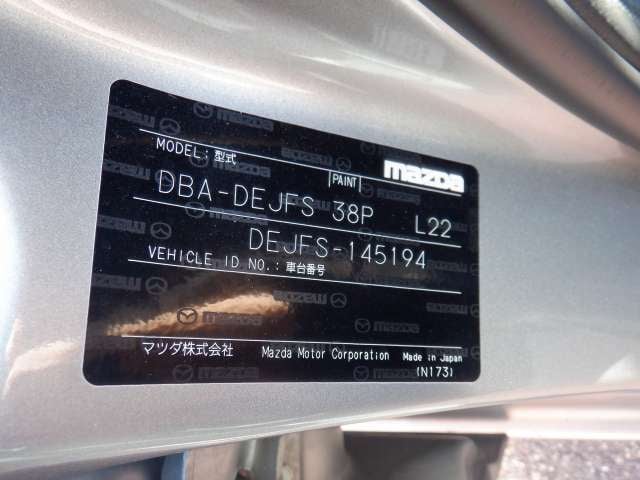 MODEL:型式
PAINT
mazda
DBA-DEJFS 38P L22
DEJFS-145194
VEHICLE ID NO.:車台番号
マツダ株式会社 Mazda Motor Corporation Made in Japan
(N173)